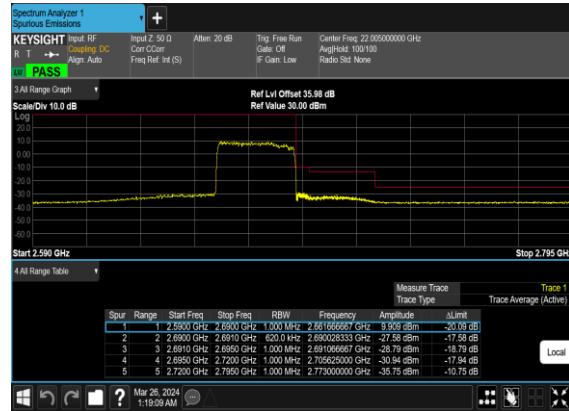 Spectrum Analyzer 1
Spurious Emissions
KEYSIGHT Input: RF Input Z: 50 Ω Atten: 20 dB Trig: Free Run Center Freq: 22.005000000 GHz
R T Coupling: DC Corr CCorr Gate: Off Avg|Hold: 100/100
Align: Auto Freq Ref: Int (S) IF Gain: Low Radio Std: None
LW PASS
3 All Range Graph
Ref Lvl Offset 35.98 dB
Scale/Div 10.0 dB Ref Value 30.00 dBm
Log
20.0
10.0
0.00
-10.0
-20.0
-30.0
-40.0
-50.0
-60.0
Start 2.590 GHz Stop 2.795 GHz
4 All Range Table
Measure Trace Trace 1
Trace Type Trace Average (Active)
Spur Range Start Freq Stop Freq RBW Frequency Amplitude ΔLimit
1 1 2.5900 GHz 2.6900 GHz 1.000 MHz 2.661666667 GHz 9.909 dBm -20.09 dB
2 2 2.6900 GHz 2.6910 GHz 620.0 kHz 2.690028333 GHz -27.58 dBm -17.58 dB
3 3 2.6910 GHz 2.6950 GHz 1.000 MHz 2.691066667 GHz -28.79 dBm -18.79 dB
4 4 2.6950 GHz 2.7200 GHz 1.000 MHz 2.705625000 GHz -30.94 dBm -17.94 dB
5 5 2.7200 GHz 2.7950 GHz 1.000 MHz 2.773000000 GHz -35.75 dBm -10.75 dB
Local
? Mar 26, 2024
1:19:09 AM